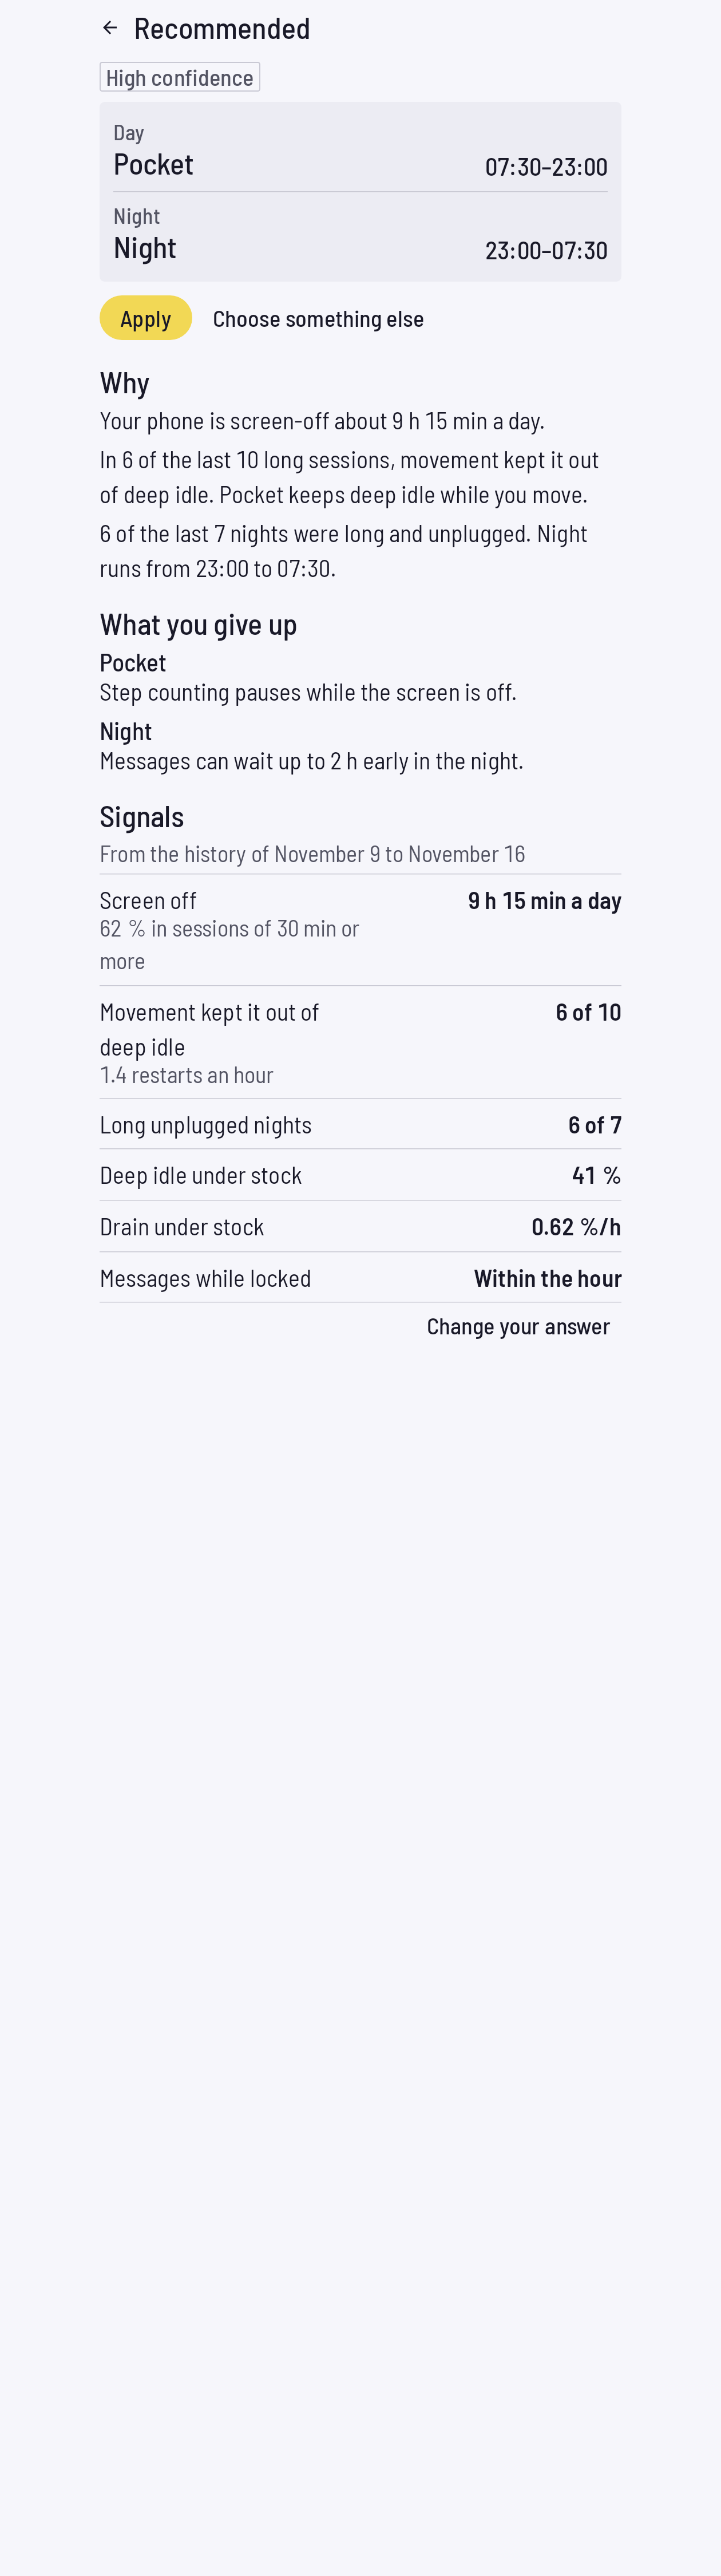 Recommended
High confidence
Day
Pocket 07:30–23:00
Night
Night 23:00–07:30
Apply Choose something else
Why
Your phone is screen-off about 9 h 15 min a day.
In 6 of the last 10 long sessions, movement kept it out
of deep idle. Pocket keeps deep idle while you move.
6 of the last 7 nights were long and unplugged. Night
runs from 23:00 to 07:30.
What you give up
Pocket
Step counting pauses while the screen is off.
Night
Messages can wait up to 2 h early in the night.
Signals
From the history of November 9 to November 16
Screen off 9 h 15 min a day
62 % in sessions of 30 min or
more
Movement kept it out of 6 of 10
deep idle
1.4 restarts an hour
Long unplugged nights 6 of 7
Deep idle under stock 41 %
Drain under stock 0.62 %/h
Messages while locked Within the hour
Change your answer